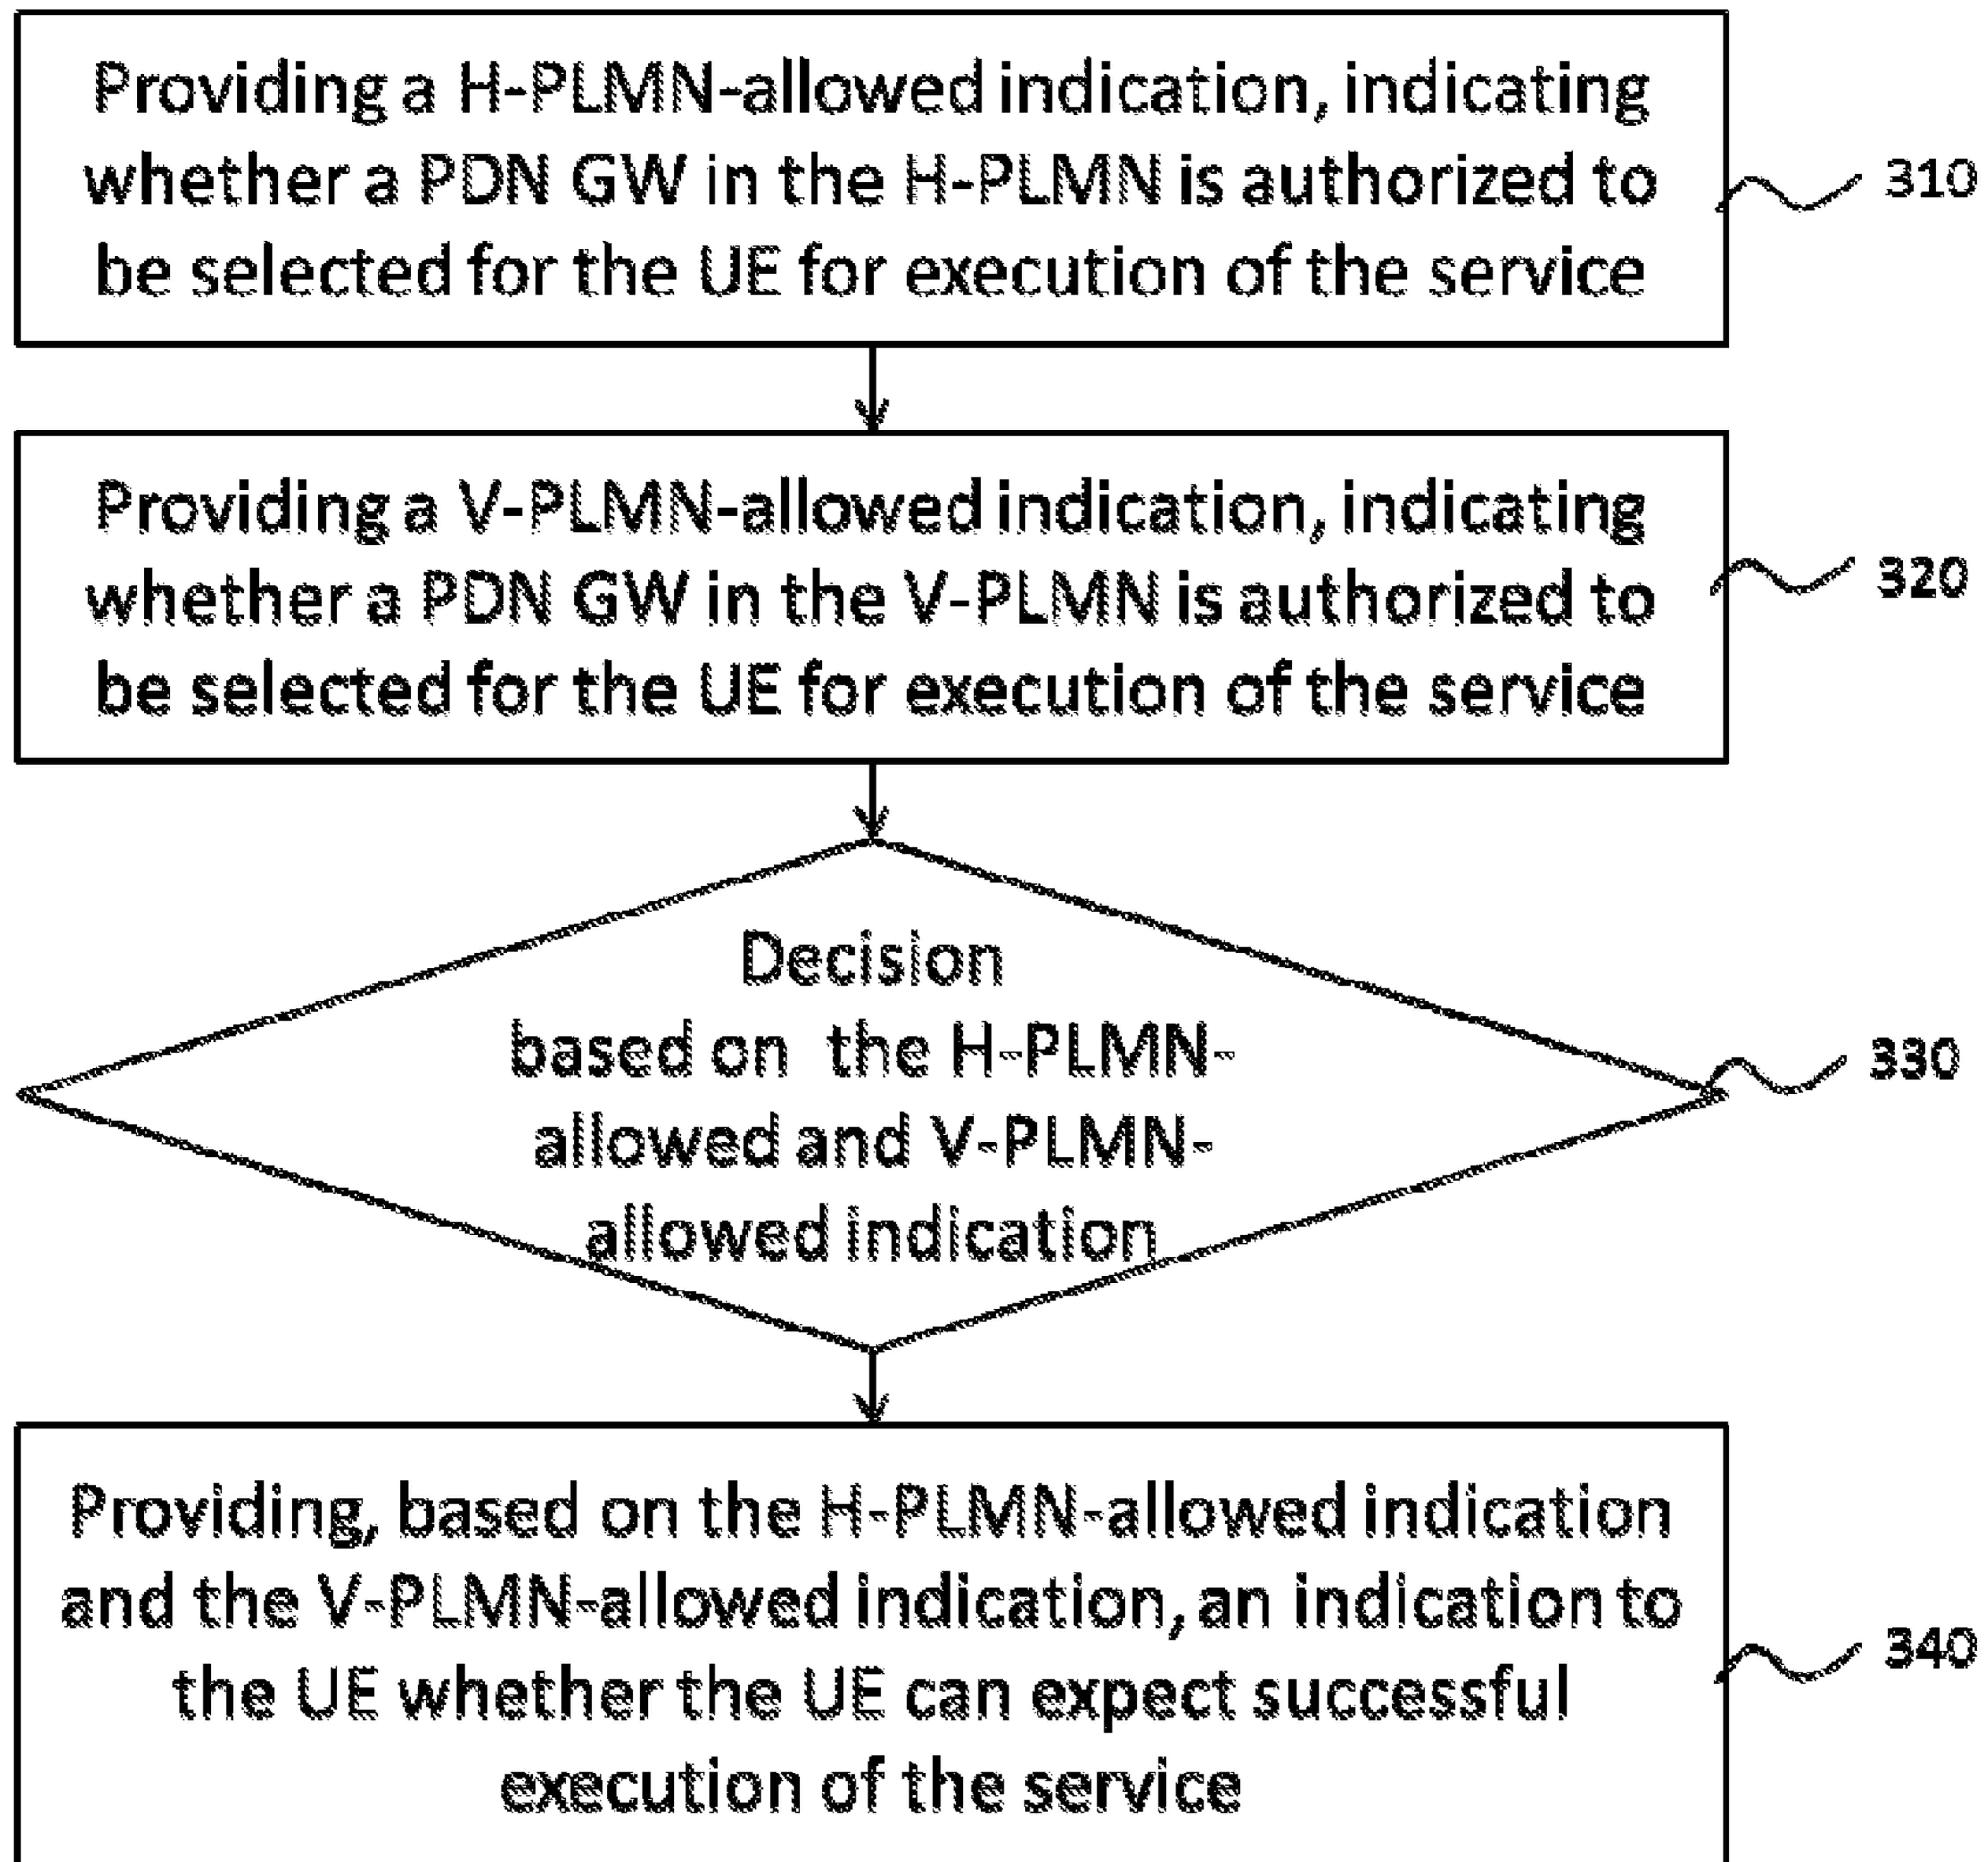 Providing a H-PLMN-allowed indication, indicating
whether a PDN GW in the H-PLMN is authorized to
be selected for the UE for execution of the service
310
Providing a V-PLMN-allowed indication, indicating
whether a PDN GW in the V-PLMN is authorized to
be selected for the UE for execution of the service
320
Decision
based on the H-PLMN-
allowed and V-PLMN-
allowed indication
330
Providing, based on the H-PLMN-allowed indication
and the V-PLMN-allowed indication, an indication to
the UE whether the UE can expect successful
execution of the service
340